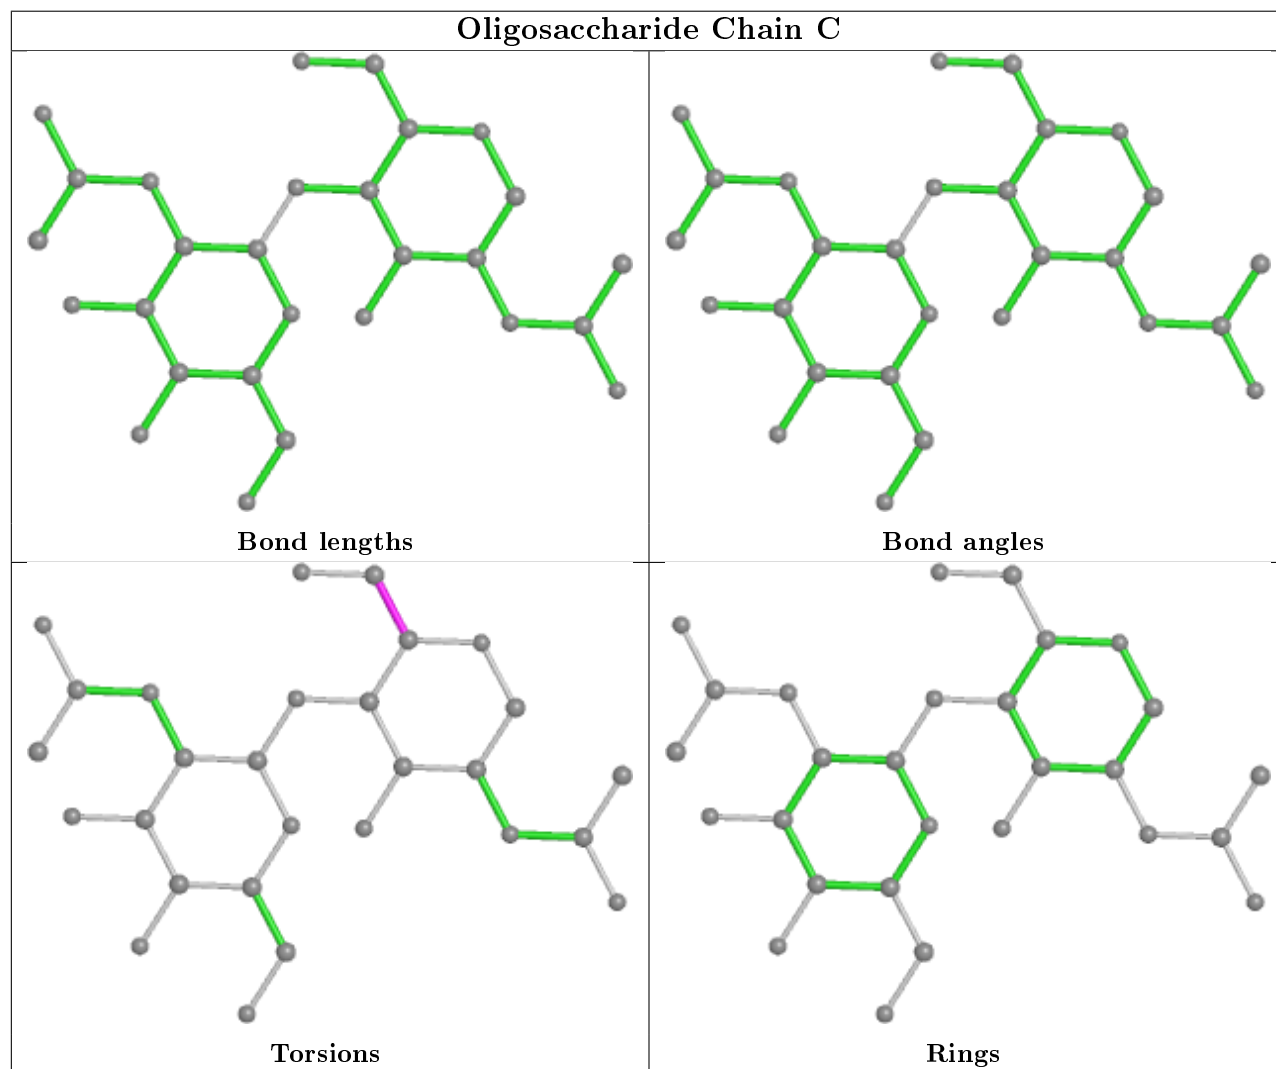 Oligosaccharide Chain C
Bond lengths
Bond angles
Torsions
Rings